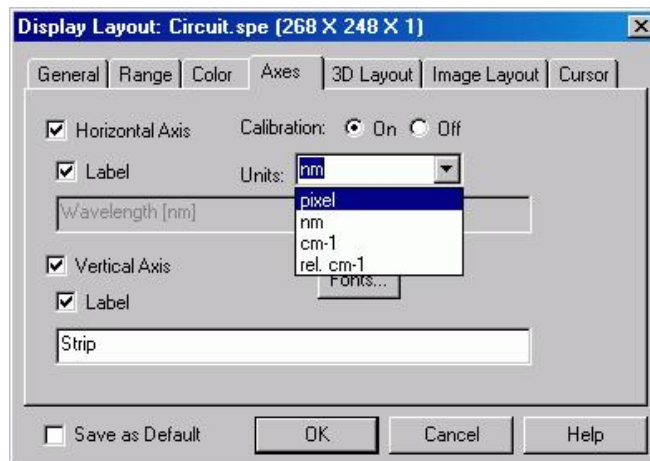 Display Layout: Circuit.spe (268 X 248 X 1)
General Range Color Axes 3D Layout Image Layout Cursor
Horizontal Axis Calibration: On Off
Label Units: nm
Wavelength [nm]
pixel
nm
cm-1
rel. cm-1
Vertical Axis
Fonts...
Label
Strip
Save as Default OK Cancel Help